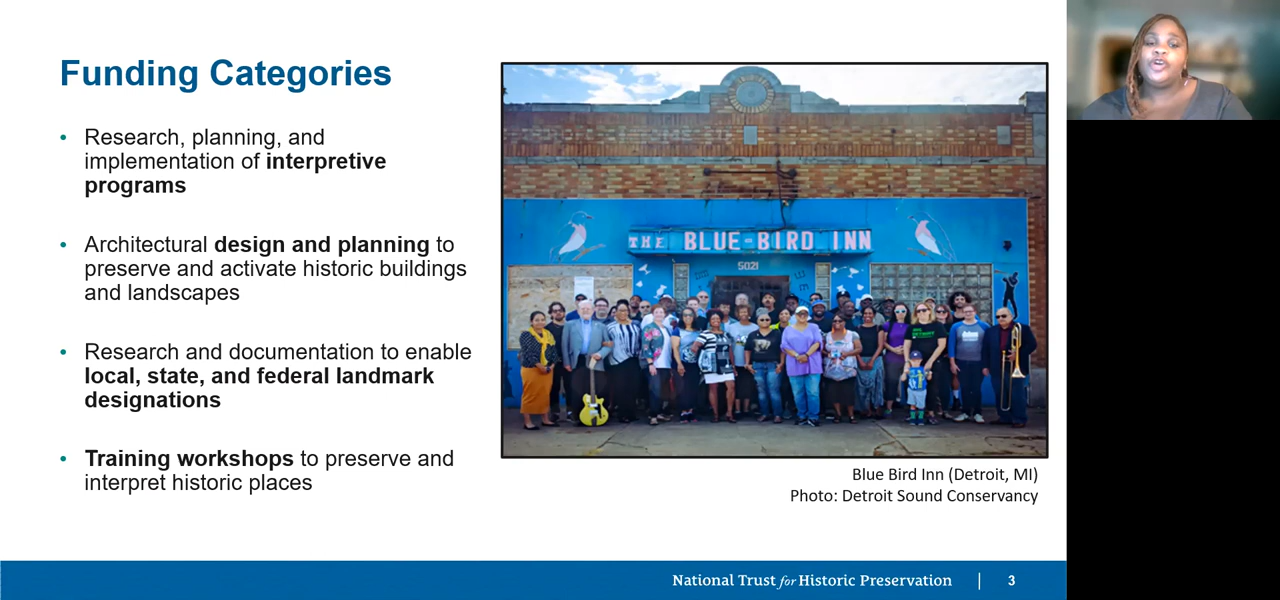 Funding Categories
• Research, planning, and
implementation of interpretive
programs
• Architectural design and planning to
preserve and activate historic buildings
and landscapes
• Research and documentation to enable
local, state, and federal landmark
designations
• Training workshops to preserve and
interpret historic places
THE BLUE-BIRD INN
5021
Blue Bird Inn (Detroit, MI)
Photo: Detroit Sound Conservancy
National Trust for Historic Preservation | 3